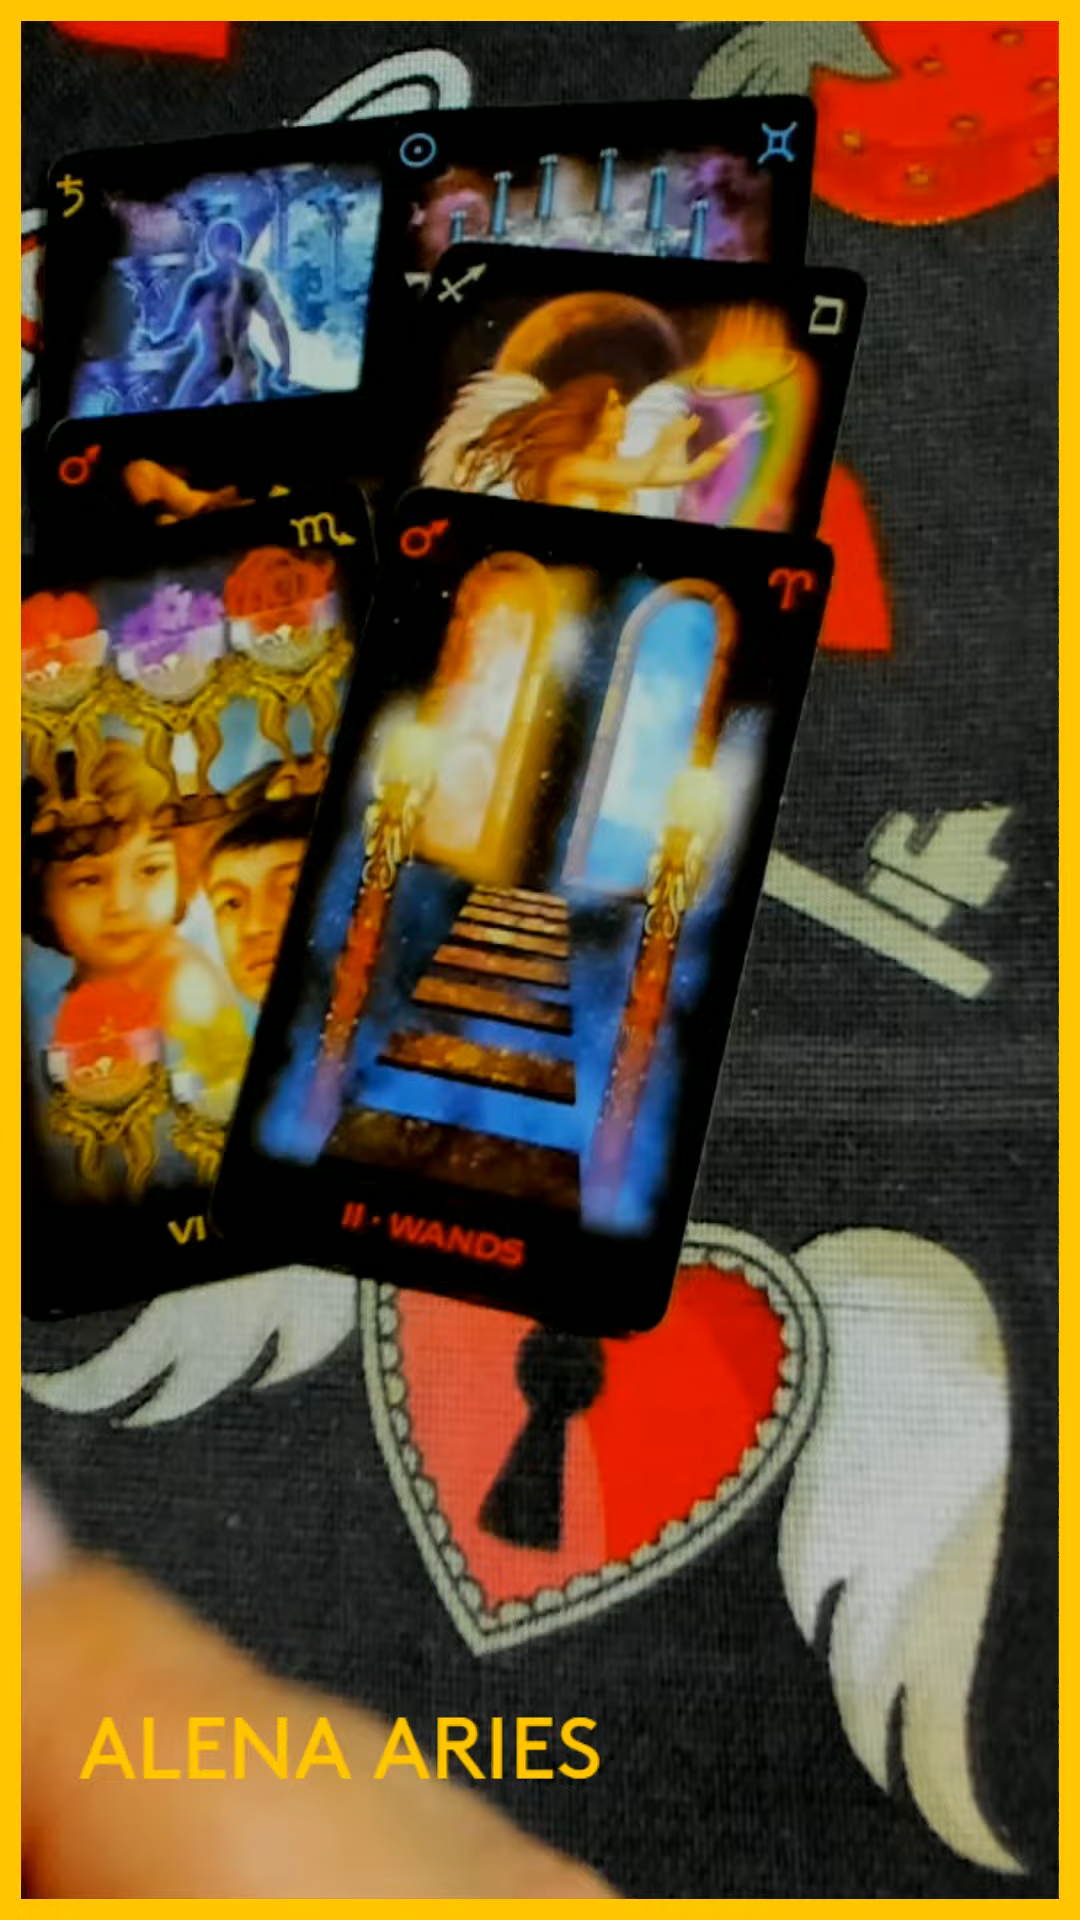 ♄
☉ ♊
♐ מ
♂
♏
♂ ♈
VI
II · WANDS
ALENA ARIES